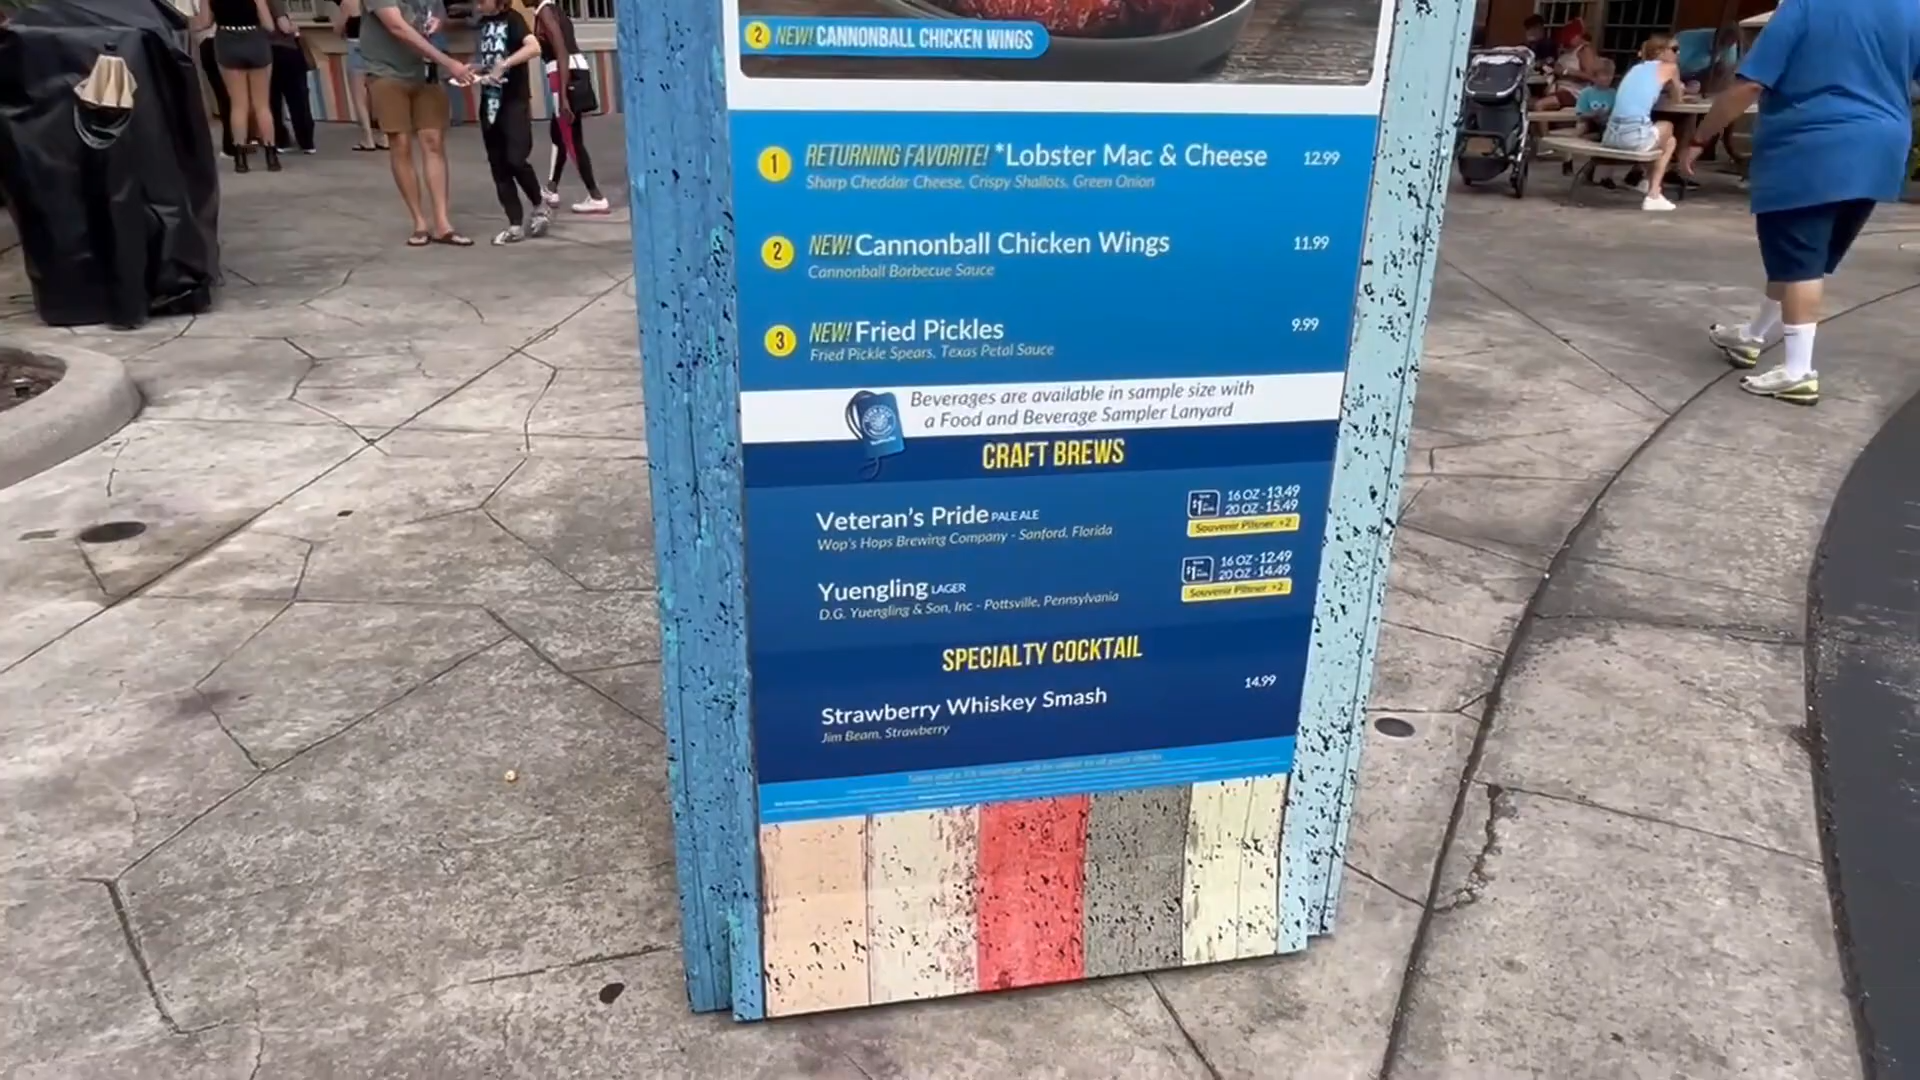 2 NEW! CANNONBALL CHICKEN WINGS
1 RETURNING FAVORITE! *Lobster Mac & Cheese 12.99
Sharp Cheddar Cheese, Crispy Shallots, Green Onion
2 NEW! Cannonball Chicken Wings 11.99
Cannonball Barbecue Sauce
3 NEW! Fried Pickles 9.99
Fried Pickle Spears, Texas Petal Sauce
Beverages are available in sample size with
a Food and Beverage Sampler Lanyard
CRAFT BREWS
Veteran's Pride PALE ALE
Wop's Hops Brewing Company - Sanford, Florida
$1
16 OZ - 13.49
20 OZ - 15.49
Souvenir Pilsner +2
Yuengling LAGER
D.G. Yuengling & Son, Inc - Pottsville, Pennsylvania
$1
16 OZ - 12.49
20 OZ - 14.49
Souvenir Pilsner +2
SPECIALTY COCKTAIL
Strawberry Whiskey Smash 14.99
Jim Beam, Strawberry